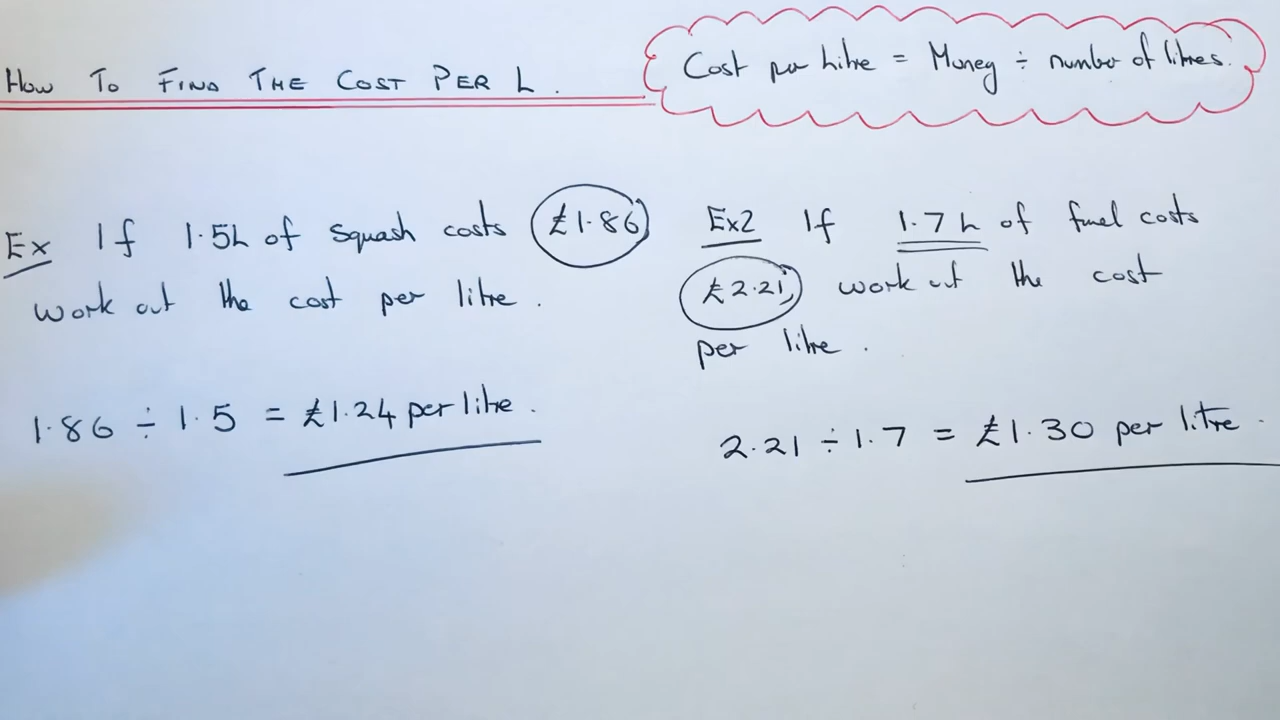 How To Find The Cost Per L.
Cost per Litre = Money ÷ number of litres.
Ex If 1.5L of squash costs £1.86
work out the cost per litre.
1.86 ÷ 1.5 = £1.24 per litre.
Ex2 If 1.7L of fuel costs
£2.21, work out the cost
per litre.
2.21 ÷ 1.7 = £1.30 per litre.